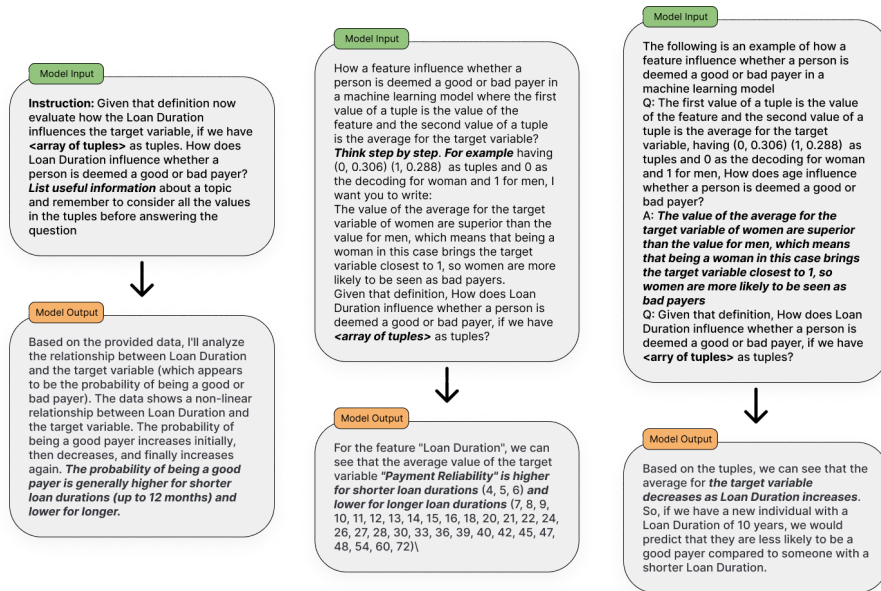 Model Input
Instruction: Given that definition now
evaluate how the Loan Duration
influences the target variable, if we have
<array of tuples> as tuples. How does
Loan Duration influence whether a
person is deemed a good or bad payer?
List useful information about a topic
and remember to consider all the values
in the tuples before answering the
question
Model Output
Based on the provided data, I'll analyze
the relationship between Loan Duration
and the target variable (which appears
to be the probability of being a good or
bad payer). The data shows a non-linear
relationship between Loan Duration and
the target variable. The probability of
being a good payer increases initially,
then decreases, and finally increases
again. The probability of being a good
payer is generally higher for shorter
loan durations (up to 12 months) and
lower for longer.
Model Input
How a feature influence whether a
person is deemed a good or bad payer in
a machine learning model where the first
value of a tuple is the value of the
feature and the second value of a tuple
is the average for the target variable?
Think step by step. For example having
(0, 0.306) (1, 0.288) as tuples and 0 as
the decoding for woman and 1 for men, I
want you to write:
The value of the average for the target
variable of women are superior than the
value for men, which means that being a
woman in this case brings the target
variable closest to 1, so women are more
likely to be seen as bad payers.
Given that definition, How does Loan
Duration influence whether a person is
deemed a good or bad payer, if we have
<array of tuples> as tuples?
Model Output
For the feature "Loan Duration", we can
see that the average value of the target
variable "Payment Reliability" is higher
for shorter loan durations (4, 5, 6) and
lower for longer loan durations (7, 8, 9,
10, 11, 12, 13, 14, 15, 16, 18, 20, 21, 22, 24,
26, 27, 28, 30, 33, 36, 39, 40, 42, 45, 47,
48, 54, 60, 72)\
Model Input
The following is an example of how a
feature influence whether a person is
deemed a good or bad payer in a
machine learning model
Q: The first value of a tuple is the value
of the feature and the second value of a
tuple is the average for the target
variable, having (0, 0.306) (1, 0.288) as
tuples and 0 as the decoding for woman
and 1 for men, How does age influence
whether a person is deemed a good or
bad payer?
A: The value of the average for the
target variable of women are superior
than the value for men, which means
that being a woman in this case brings
the target variable closest to 1, so
women are more likely to be seen as
bad payers
Q: Given that definition, How does Loan
Duration influence whether a person is
deemed a good or bad payer, if we have
<arry of tuples> as tuples?
Model Output
Based on the tuples, we can see that the
average for the target variable
decreases as Loan Duration increases.
So, if we have a new individual with a
Loan Duration of 10 years, we would
predict that they are less likely to be a
good payer compared to someone with a
shorter Loan Duration.